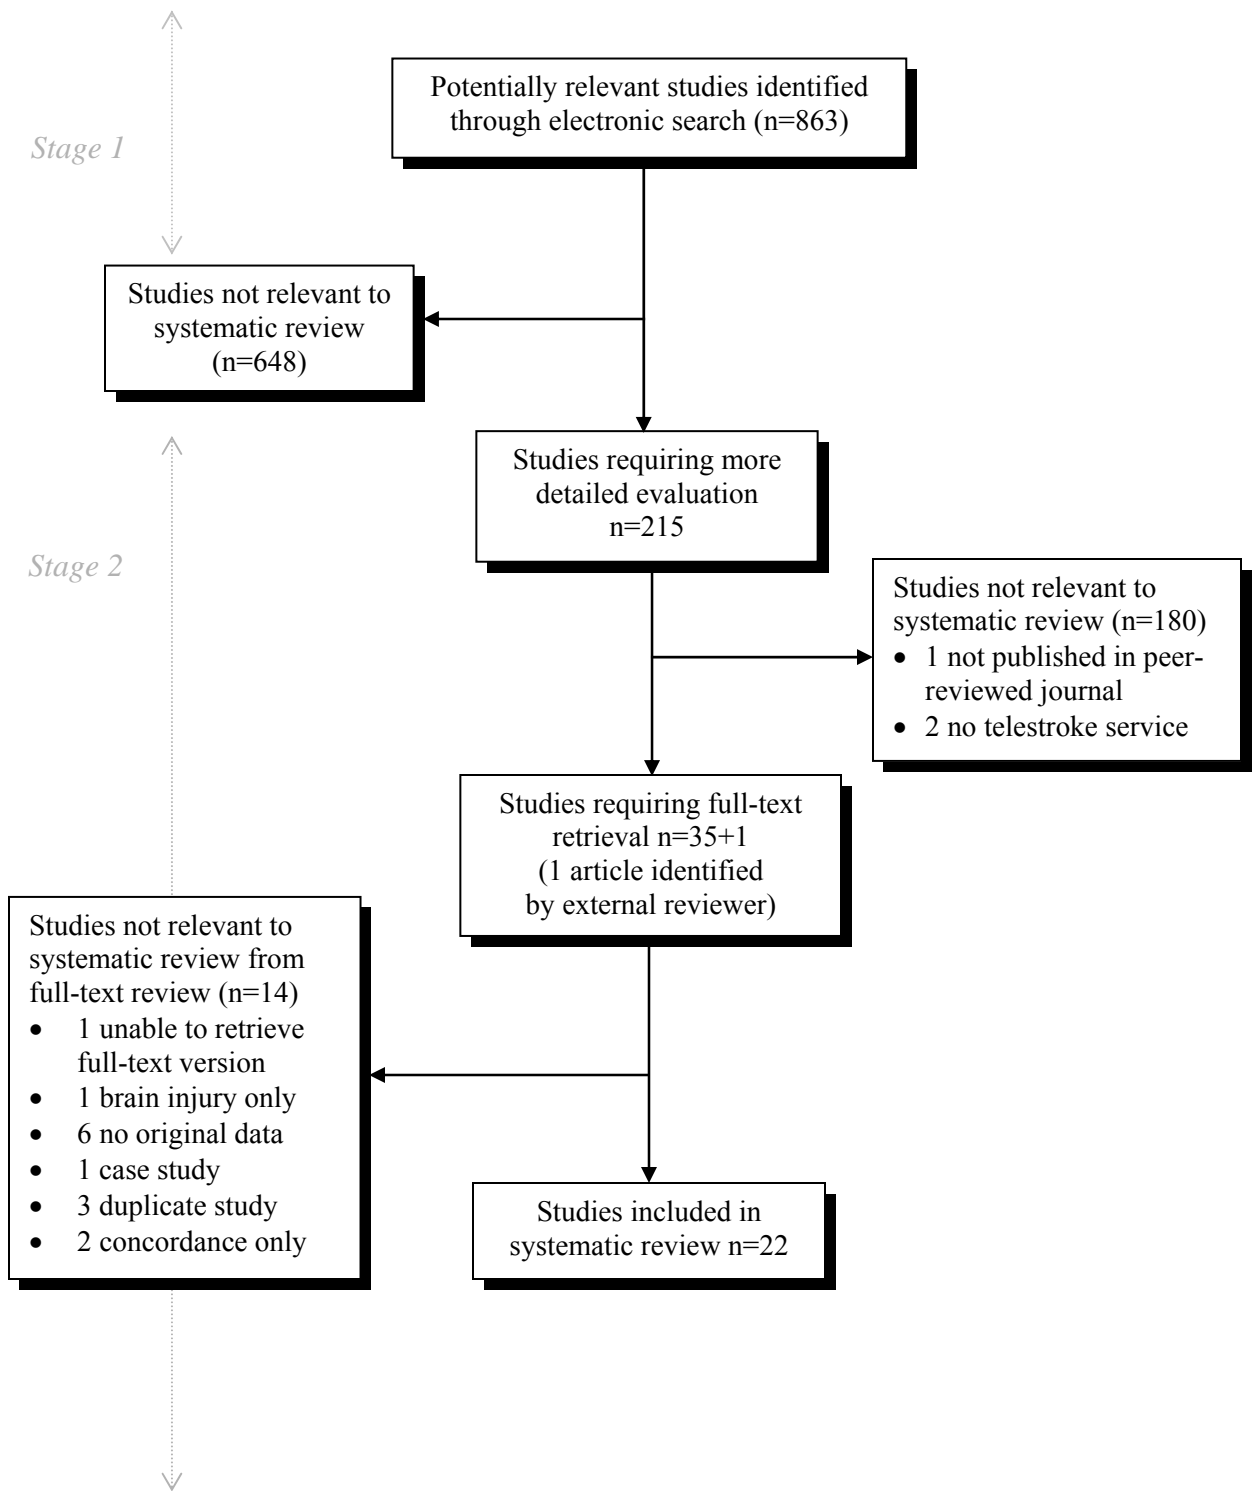 Potentially relevant studies identified
through electronic search (n=863)
Stage 1
Studies not relevant to
systematic review
(n=648)
Studies requiring more
detailed evaluation
n=215
Stage 2
Studies not relevant to
systematic review (n=180)
• 1 not published in peer-
reviewed journal
• 2 no telestroke service
Studies requiring full-text
retrieval n=35+1
(1 article identified
by external reviewer)
Studies not relevant to
systematic review from
full-text review (n=14)
• 1 unable to retrieve
full-text version
• 1 brain injury only
• 6 no original data
• 1 case study
• 3 duplicate study
• 2 concordance only
Studies included in
systematic review n=22